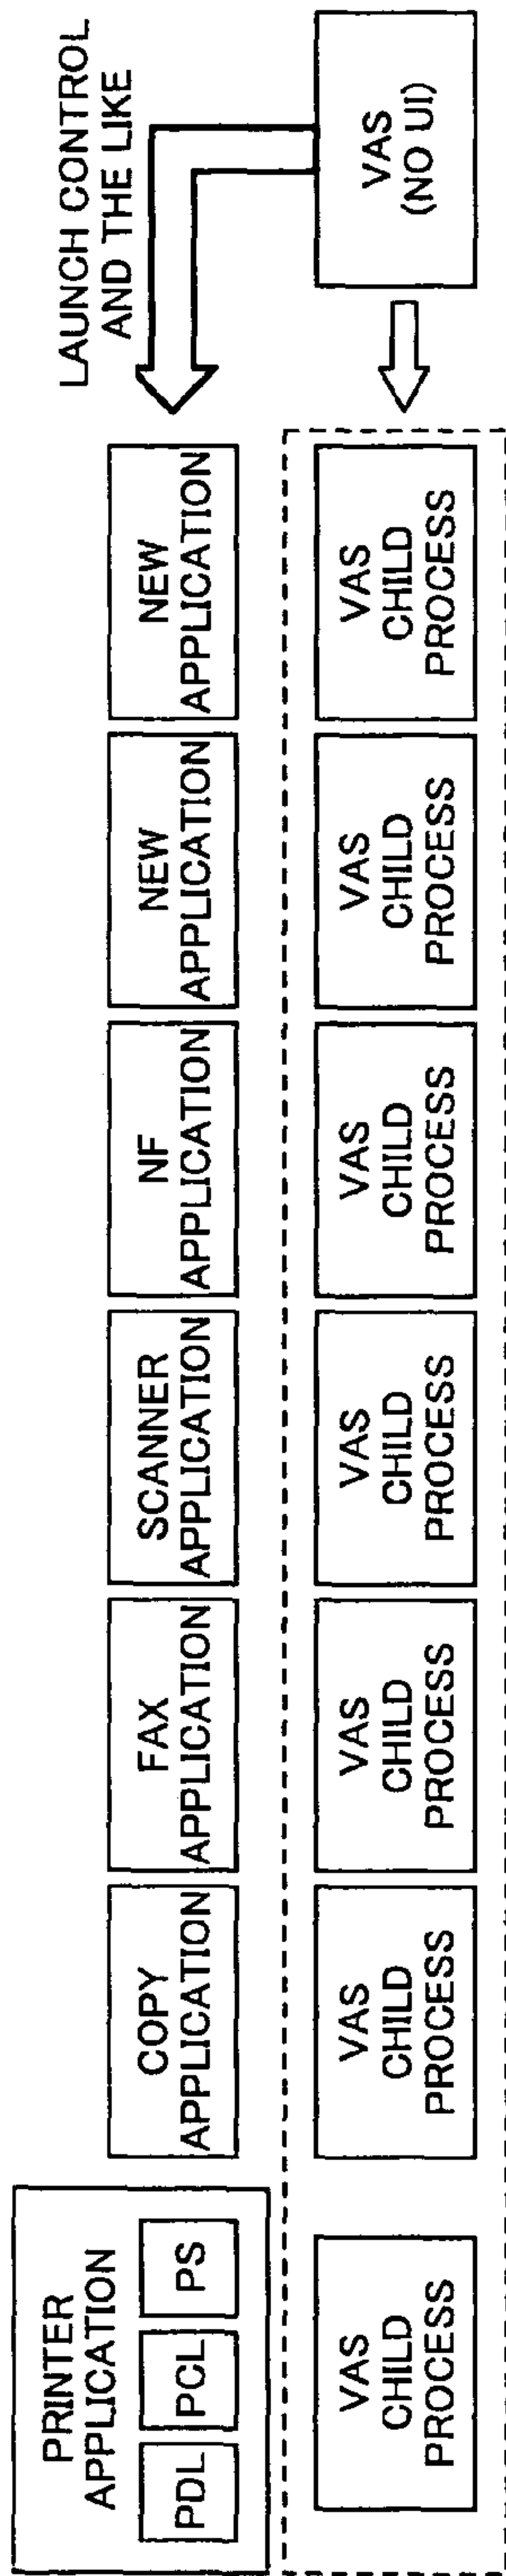 PRINTER
APPLICATION
PDL
PCL
PS
COPY
APPLICATION
FAX
APPLICATION
SCANNER
APPLICATION
NF
APPLICATION
NEW
APPLICATION
NEW
APPLICATION
LAUNCH CONTROL
AND THE LIKE
VAS
CHILD
PROCESS
VAS
CHILD
PROCESS
VAS
CHILD
PROCESS
VAS
CHILD
PROCESS
VAS
CHILD
PROCESS
VAS
CHILD
PROCESS
VAS
CHILD
PROCESS
VAS
(NO UI)